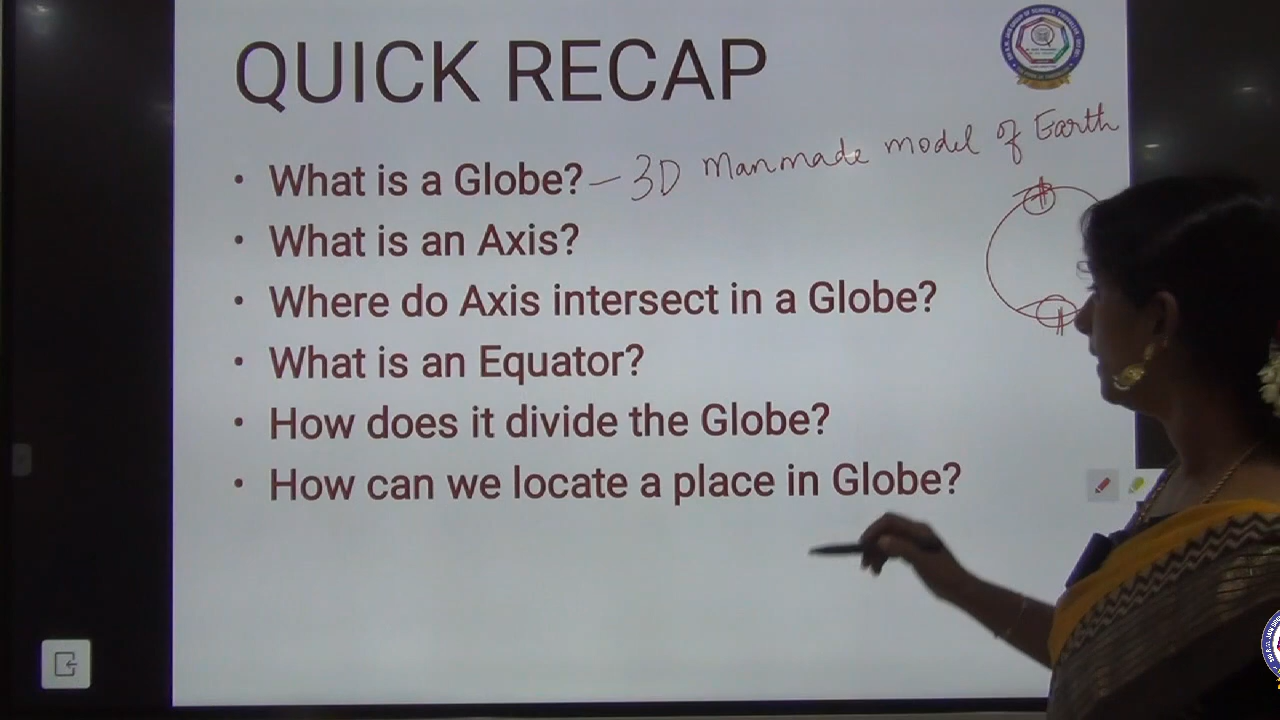 QUICK RECAP
• What is a Globe? – 3D Manmade model of Earth
• What is an Axis?
• Where do Axis intersect in a Globe?
• What is an Equator?
• How does it divide the Globe?
• How can we locate a place in Globe?